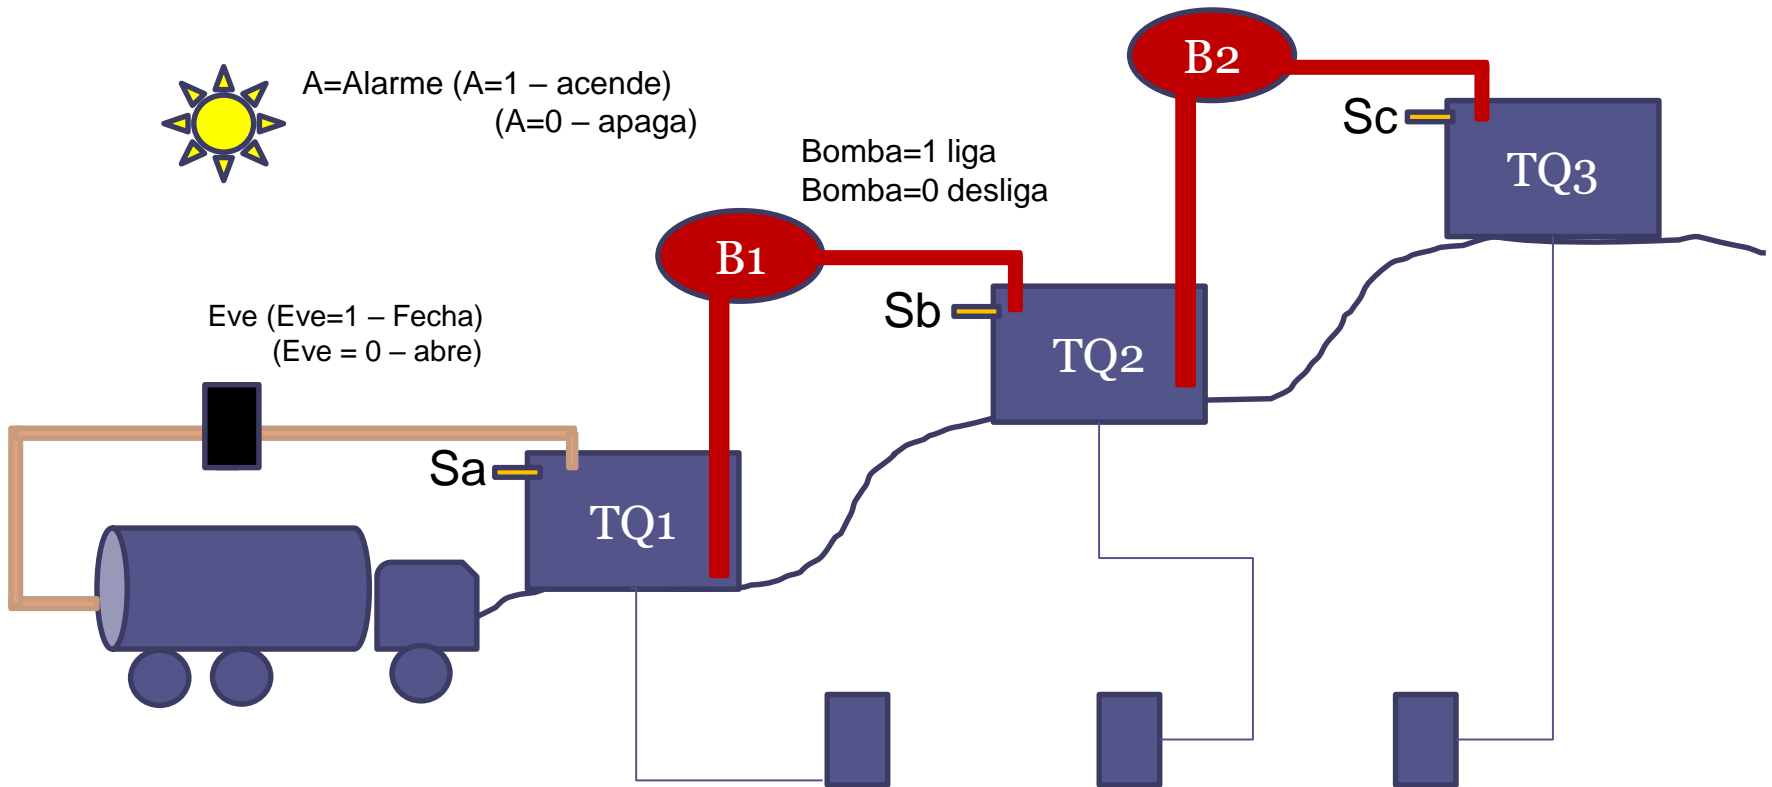 A=Alarme (A=1 – acende)
(A=0 – apaga)
B2
Sc
TQ3
Bomba=1 liga
Bomba=0 desliga
B1
Sb
TQ2
Eve (Eve=1 – Fecha)
(Eve = 0 – abre)
Sa
TQ1